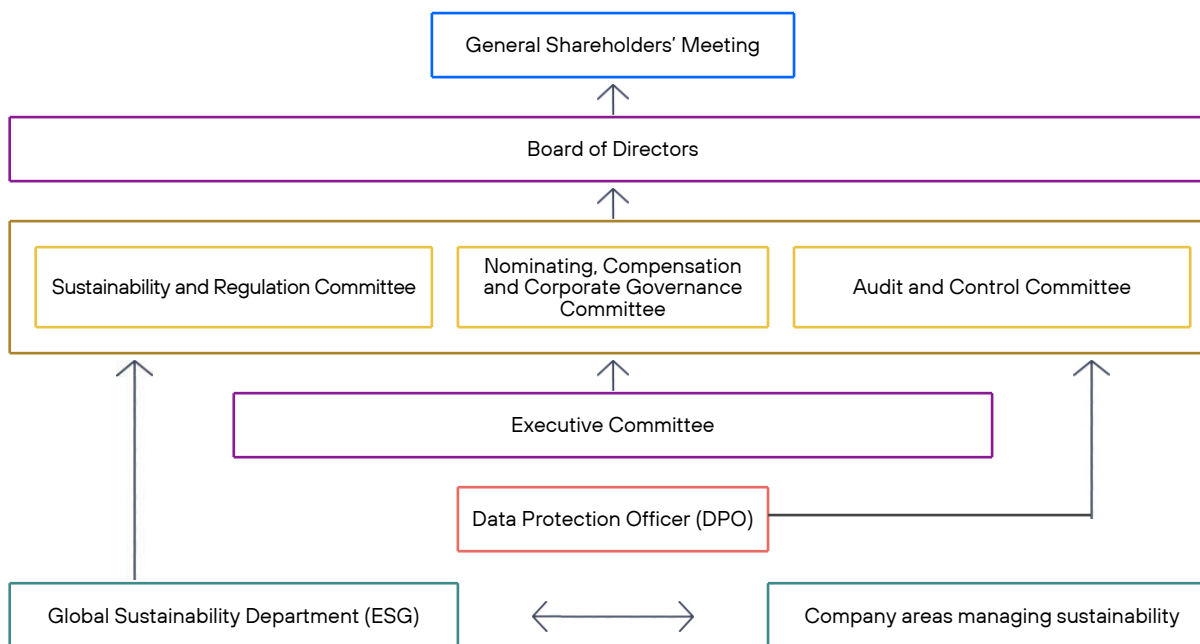 General Shareholders’ Meeting
Board of Directors
Sustainability and Regulation Committee
Nominating, Compensation
and Corporate Governance
Committee
Audit and Control Committee
Executive Committee
Data Protection Officer (DPO)
Global Sustainability Department (ESG)
Company areas managing sustainability